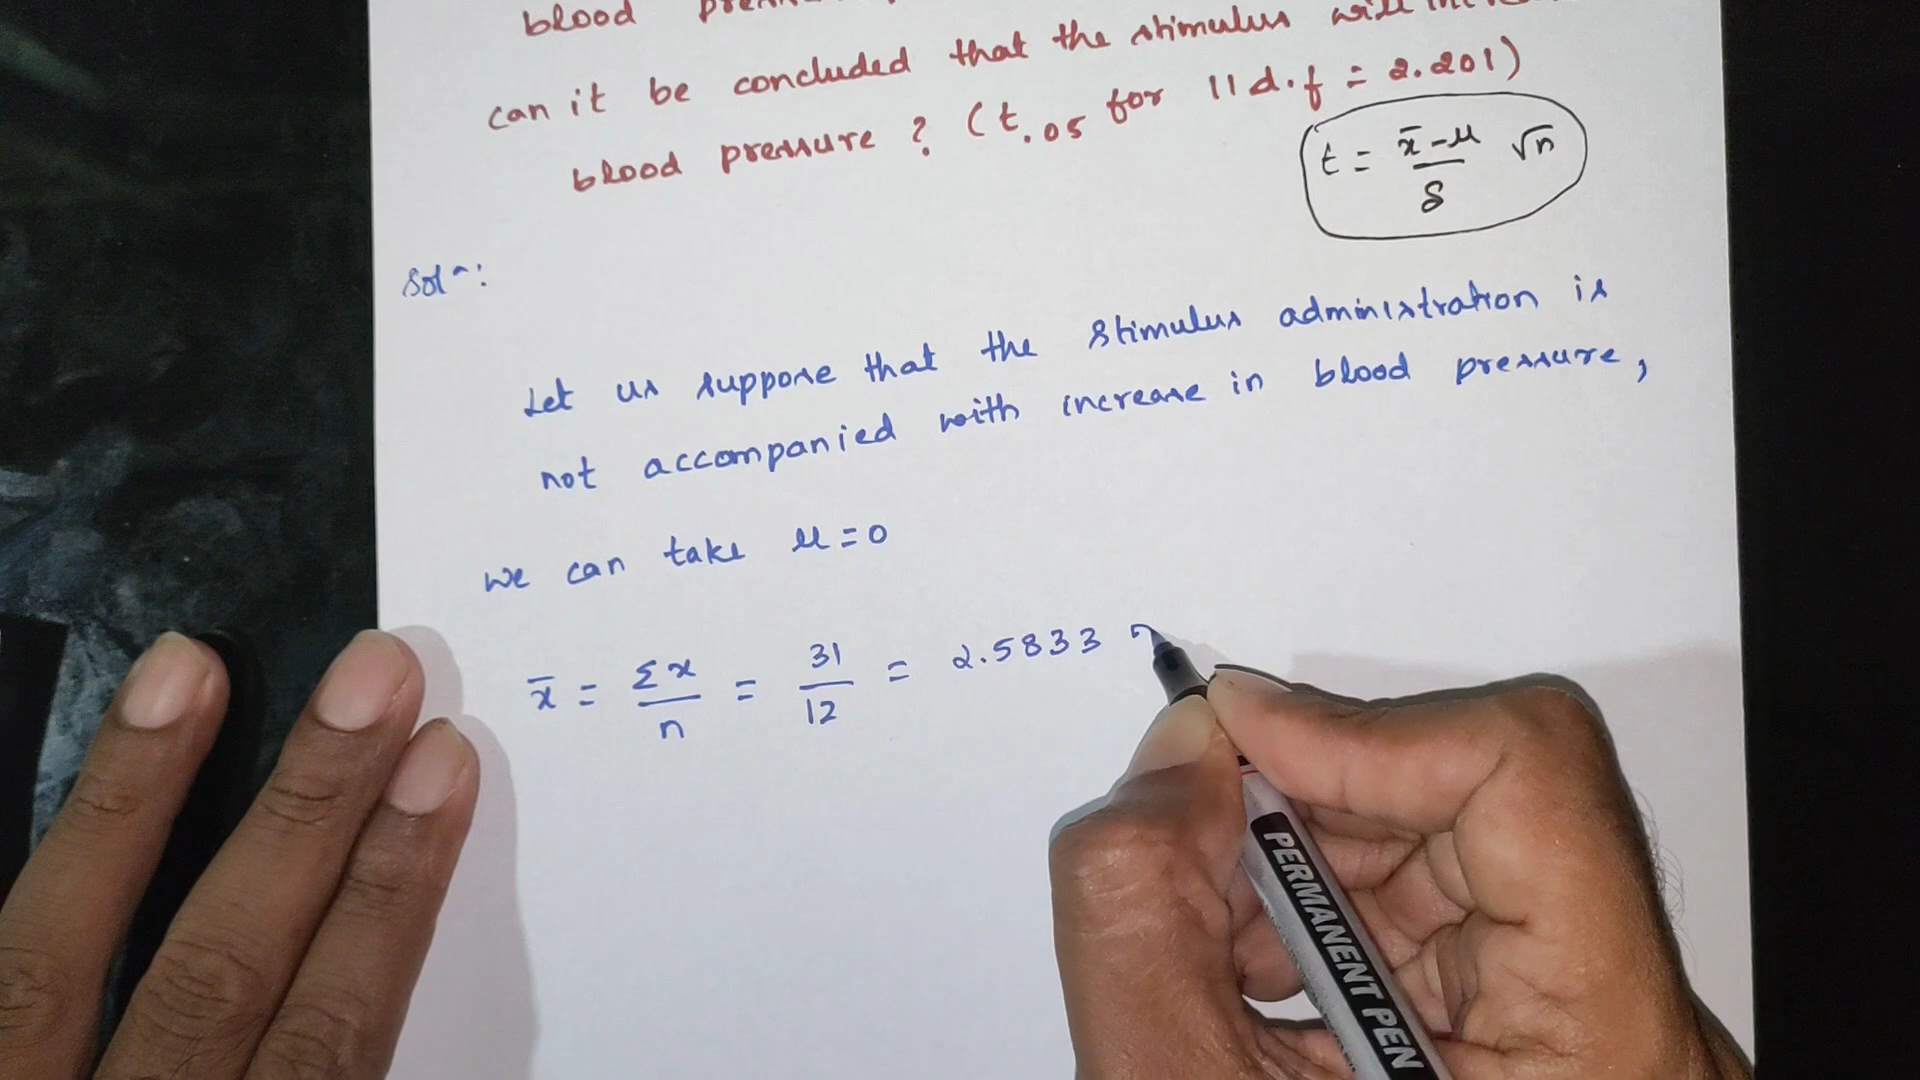 blood
can it be concluded that the stimulus will
blood pressure ? (t.05 for 11 d.f = 2.201)
t = x̄-μ/s √n
Soln:
Let us suppose that the stimulus administration is
not accompanied with increase in blood pressure,
we can take μ=0
x̄ = Σx/n = 31/12 = 2.5833
PERMANENT PEN